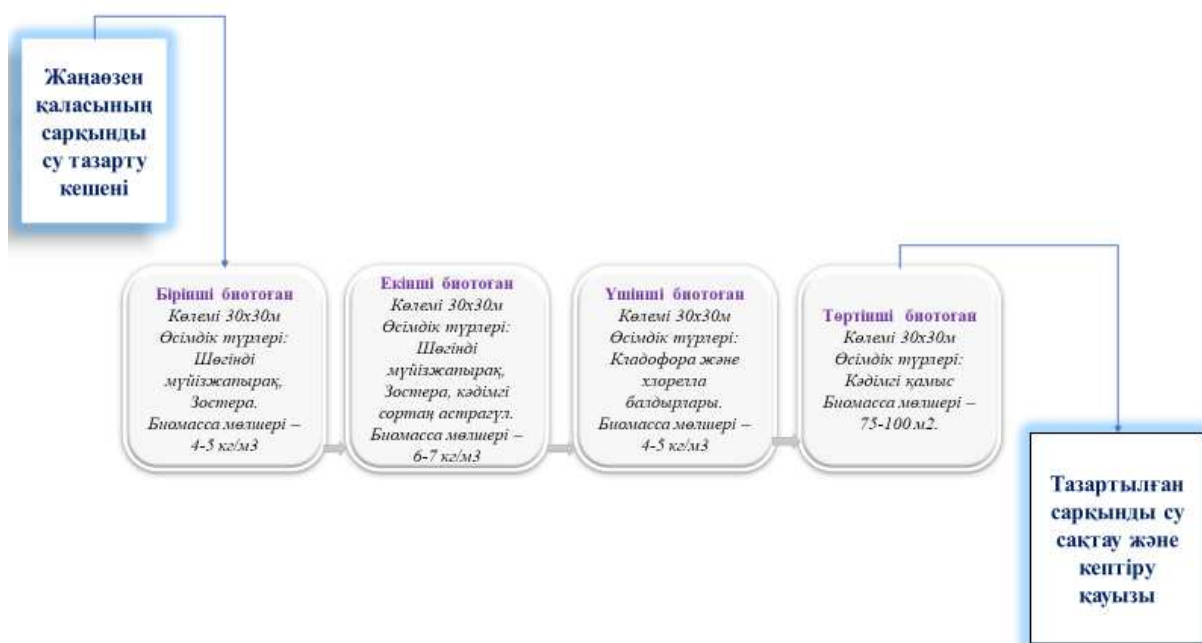 Жаңаөзен
қаласының
сарқынды
су тазарту
кешені
Бірінші биотоған
Көлемі 30х30м
Өсімдік түрлері:
Шөгінді
мүйізжапырақ,
Зостера.
Биомасса мөлшері –
4-5 кг/м3
Екінші биотоған
Көлемі 30х30м
Өсімдік түрлері:
Шөгінді
мүйізжапырақ,
Зостера, кәдімгі
сортаң астрагүл.
Биомасса мөлшері –
6-7 кг/м3
Үшінші биотоған
Көлемі 30х30м
Өсімдік түрлері:
Кладофора және
хлорелла
балдырлары.
Биомасса мөлшері –
4-5 кг/м3
Төртінші биотоған
Көлемі 30х30м
Өсімдік түрлері:
Кәдімгі қамыс
Биомасса мөлшері –
75-100 м2.
Тазартылған
сарқынды су
сақтау және
кептіру
қауызы